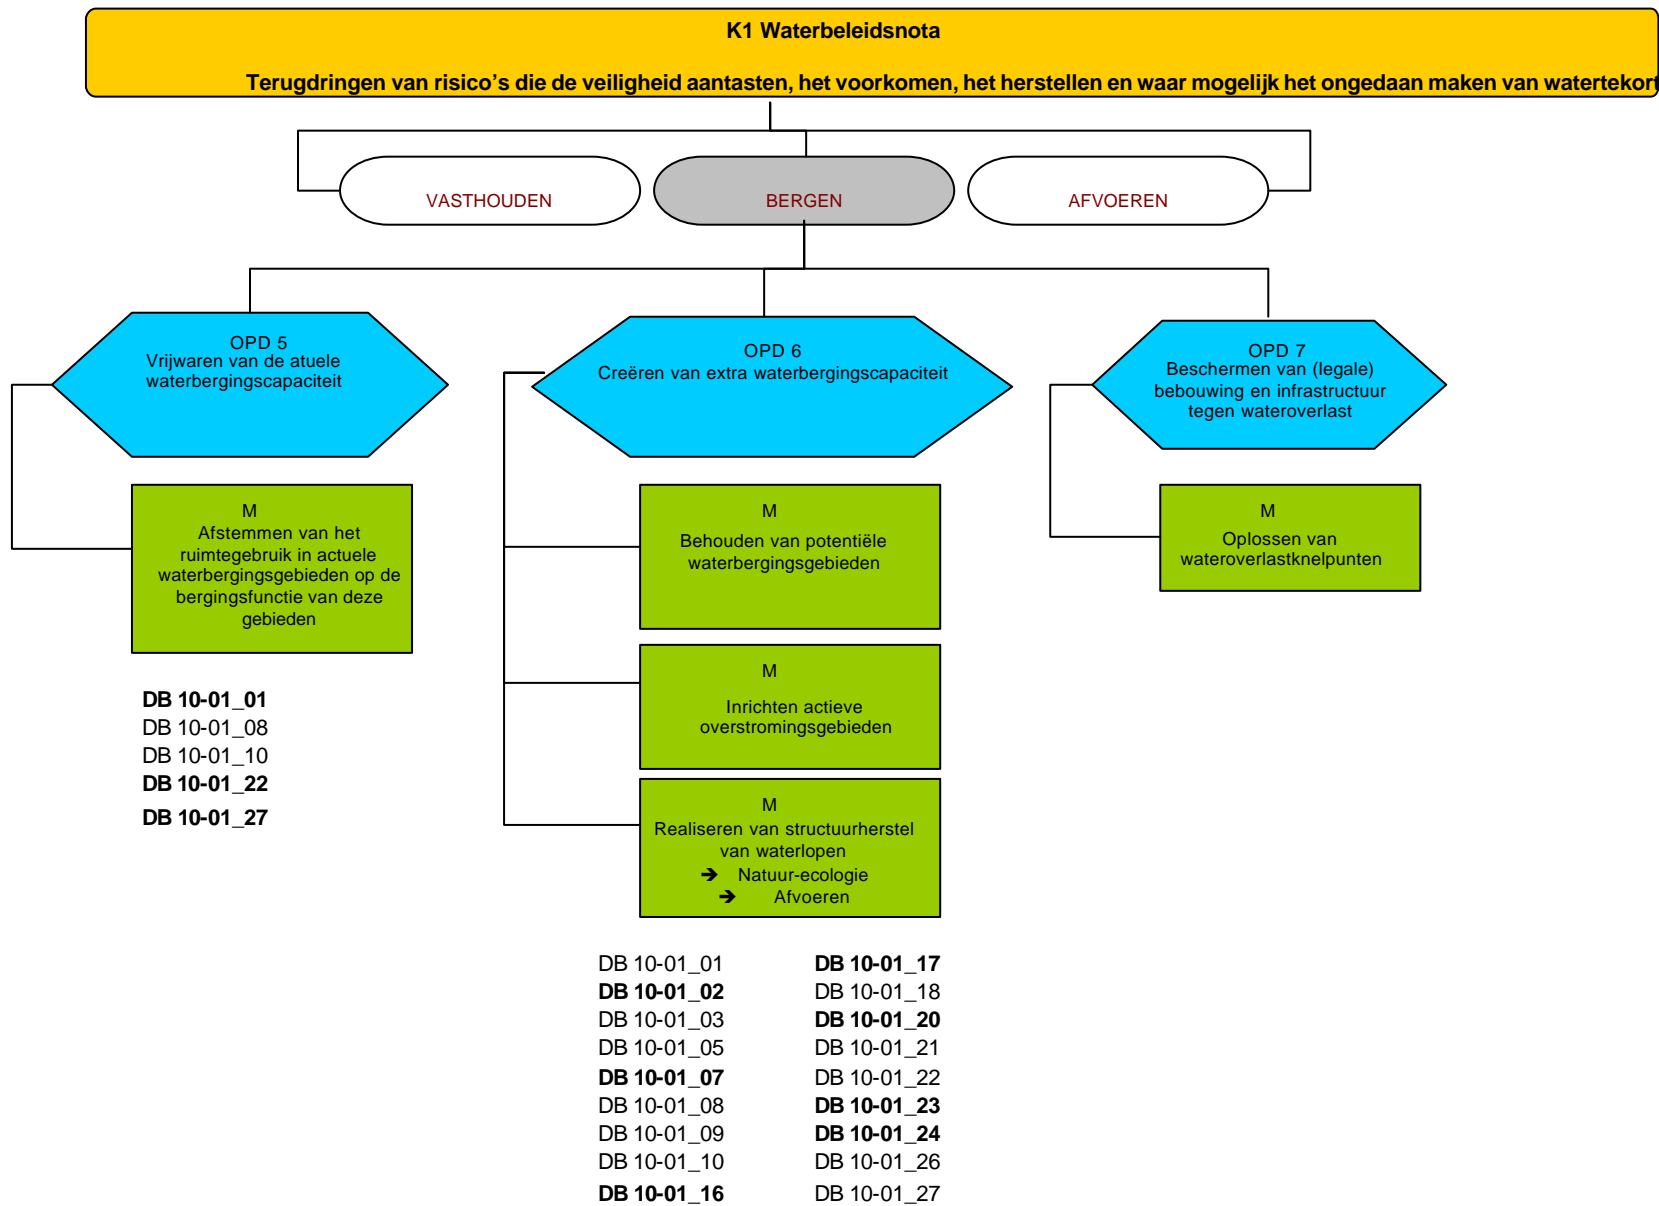 K1 Waterbeleidsnota
Terugdringen van risico’s die de veiligheid aantasten, het voorkomen, het herstellen en waar mogelijk het ongedaan maken van watertekort
VASTHOUDEN
BERGEN
AFVOEREN
OPD 5
Vrijwaren van de atuele
waterbergingscapaciteit
OPD 6
Creëren van extra waterbergingscapaciteit
OPD 7
Beschermen van (legale)
bebouwing en infrastructuur
tegen wateroverlast
M
Afstemmen van het
ruimtegebruik in actuele
waterbergingsgebieden op de
bergingsfunctie van deze
gebieden
M
Behouden van potentiële
waterbergingsgebieden
M
Oplossen van
wateroverlastknelpunten
M
Inrichten actieve
overstromingsgebieden
M
Realiseren van structuurherstel
van waterlopen
➔ Natuur-ecologie
➔ Afvoeren
DB 10-01_01
DB 10-01_08
DB 10-01_10
DB 10-01_22
DB 10-01_27
DB 10-01_01
DB 10-01_02
DB 10-01_03
DB 10-01_05
DB 10-01_07
DB 10-01_08
DB 10-01_09
DB 10-01_10
DB 10-01_16
DB 10-01_17
DB 10-01_18
DB 10-01_20
DB 10-01_21
DB 10-01_22
DB 10-01_23
DB 10-01_24
DB 10-01_26
DB 10-01_27